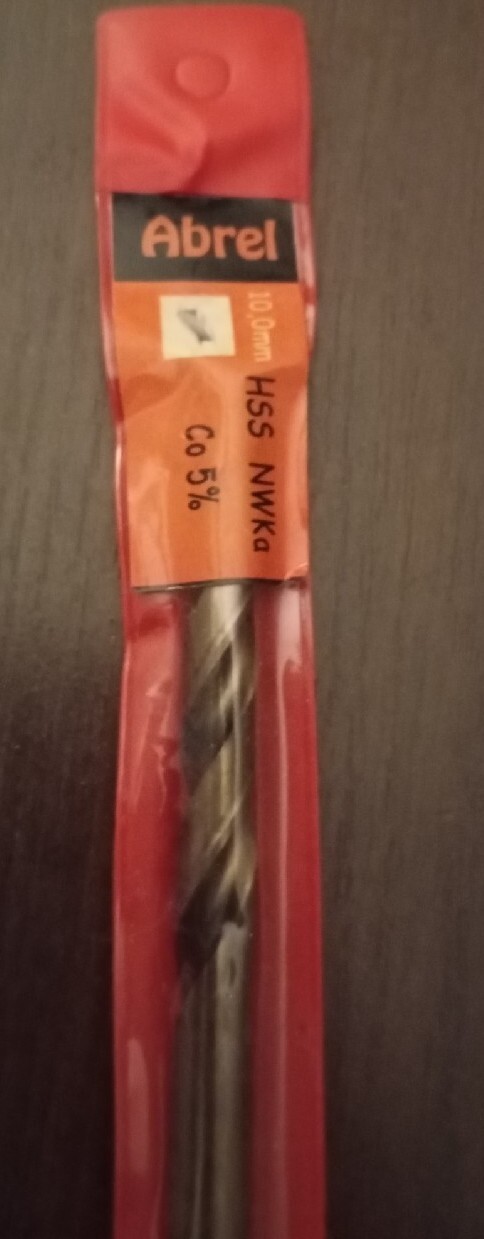 Abrel
10,0mm
HSS NWKa
Co 5%